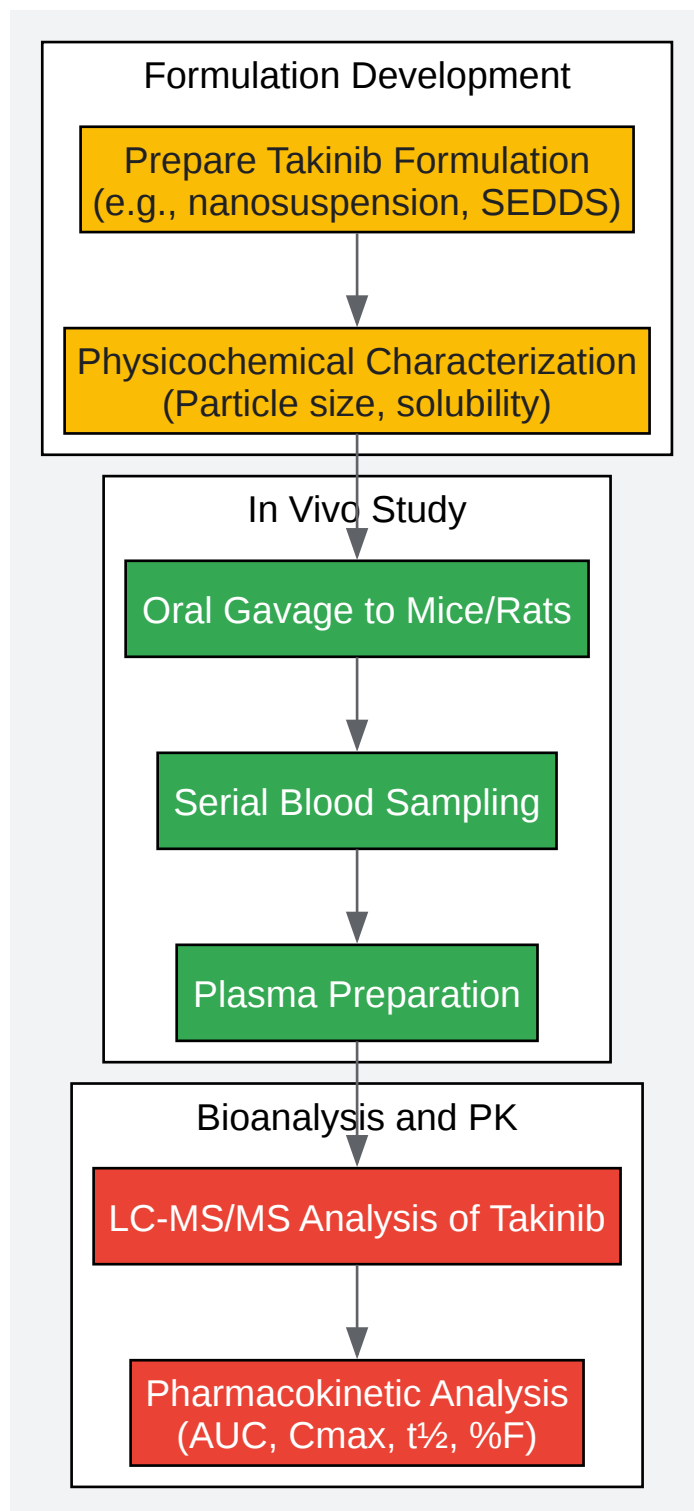 Formulation Development
Prepare Takinib Formulation
(e.g., nanosuspension, SEDDS)
Physicochemical Characterization
(Particle size, solubility)
In Vivo Study
Oral Gavage to Mice/Rats
Serial Blood Sampling
Plasma Preparation
Bioanalysis and PK
LC-MS/MS Analysis of Takinib
Pharmacokinetic Analysis
(AUC, Cmax, t½, %F)